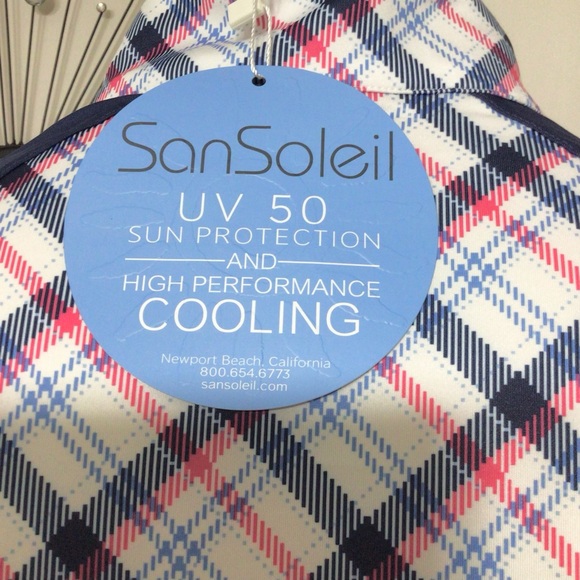 SanSoleil
UV 50
SUN PROTECTION
AND
HIGH PERFORMANCE
COOLING
Newport Beach, California
800.654.6773
sansoleil.com